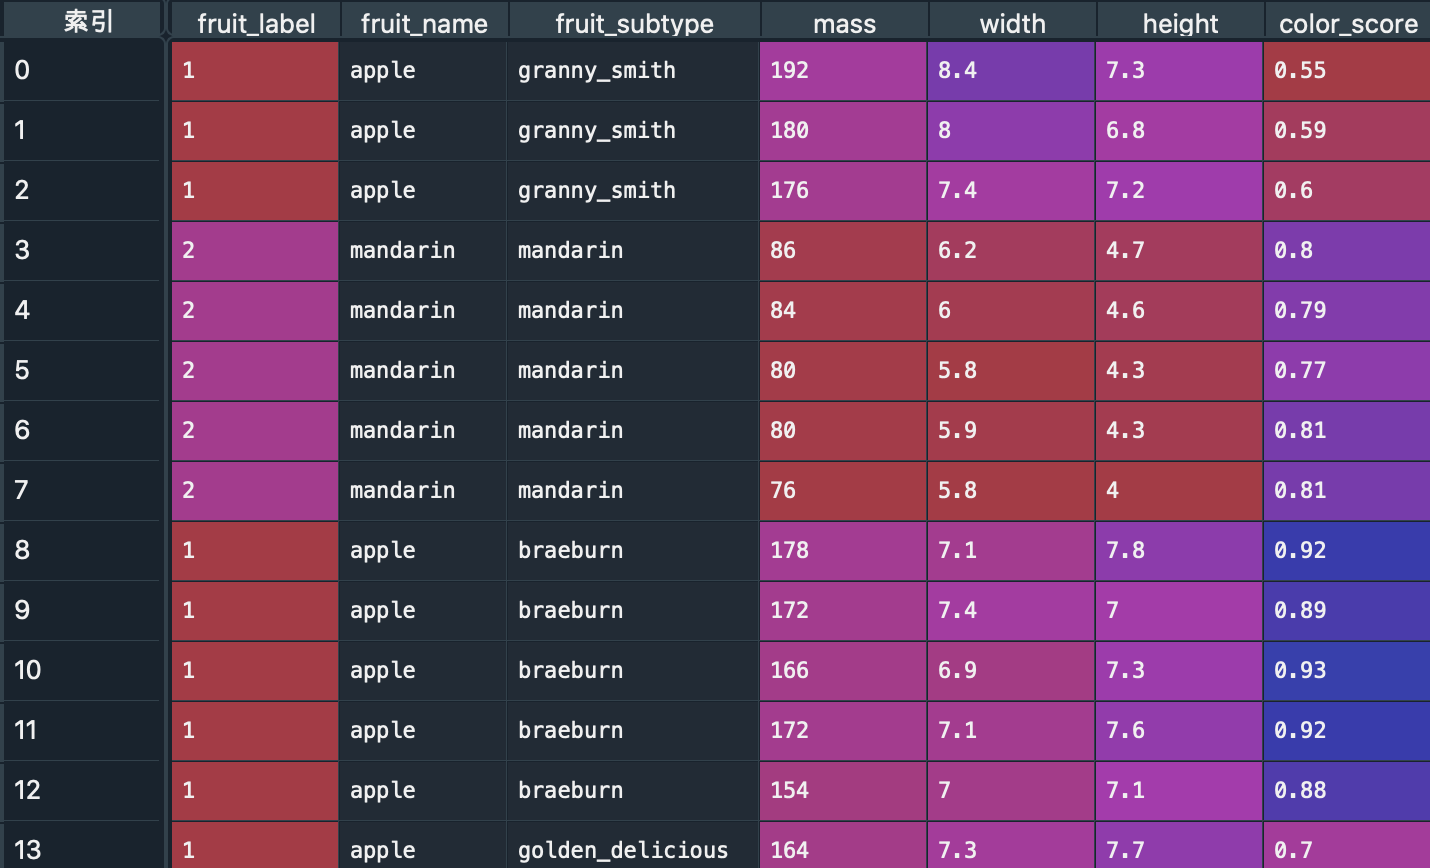 索引 fruit_label fruit_name fruit_subtype mass width height color_score
0 1 apple granny_smith 192 8.4 7.3 0.55
1 1 apple granny_smith 180 8 6.8 0.59
2 1 apple granny_smith 176 7.4 7.2 0.6
3 2 mandarin mandarin 86 6.2 4.7 0.8
4 2 mandarin mandarin 84 6 4.6 0.79
5 2 mandarin mandarin 80 5.8 4.3 0.77
6 2 mandarin mandarin 80 5.9 4.3 0.81
7 2 mandarin mandarin 76 5.8 4 0.81
8 1 apple braeburn 178 7.1 7.8 0.92
9 1 apple braeburn 172 7.4 7 0.89
10 1 apple braeburn 166 6.9 7.3 0.93
11 1 apple braeburn 172 7.1 7.6 0.92
12 1 apple braeburn 154 7 7.1 0.88
13 1 apple golden_delicious 164 7.3 7.7 0.7